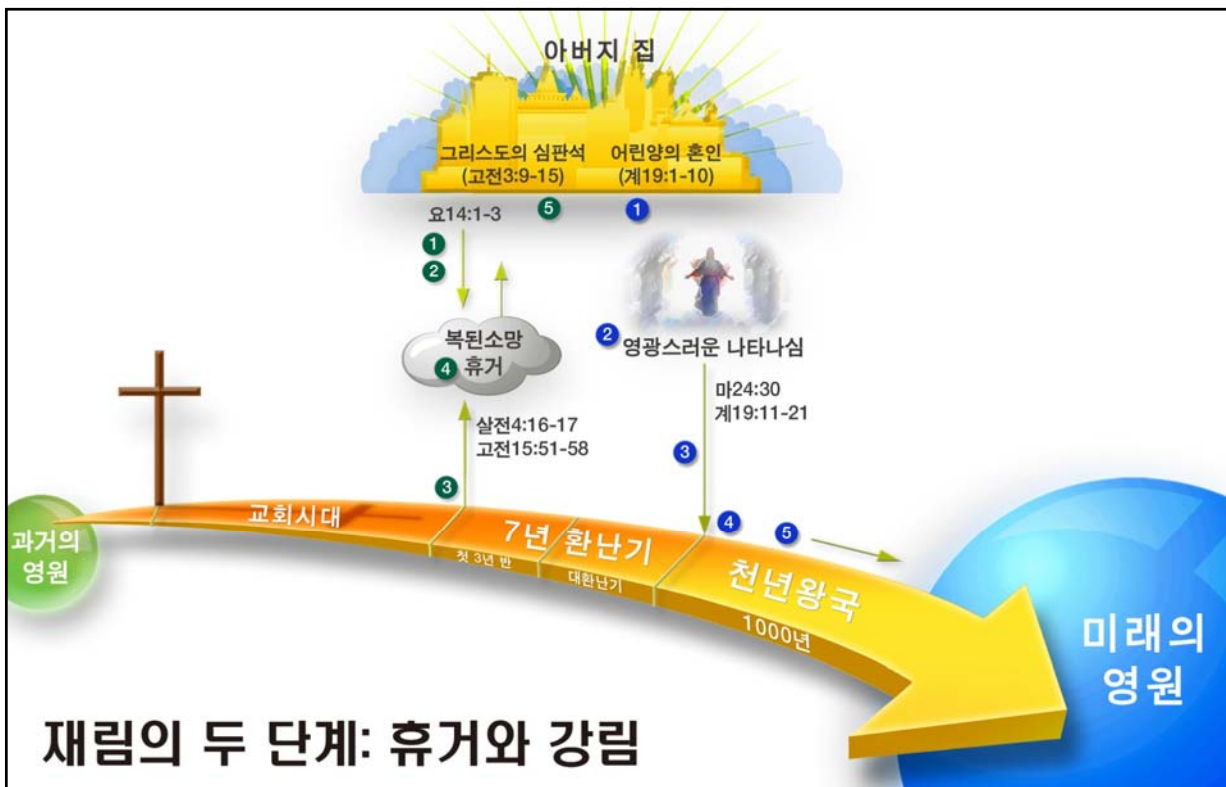 아버지 집
그리스도의 심판석
(고전3:9-15)
어린양의 혼인
(계19:1-10)
요14:1-3
5
1
1
2
복된소망
4 휴거
2 영광스러운 나타나심
마24:30
계19:11-21
살전4:16-17
고전15:51-58
3
3
과거의
영원
교회시대
7년 환난기
첫 3년 반
대환난기
4
5
천년왕국
1000년
미래의
영원
재림의 두 단계: 휴거와 강림